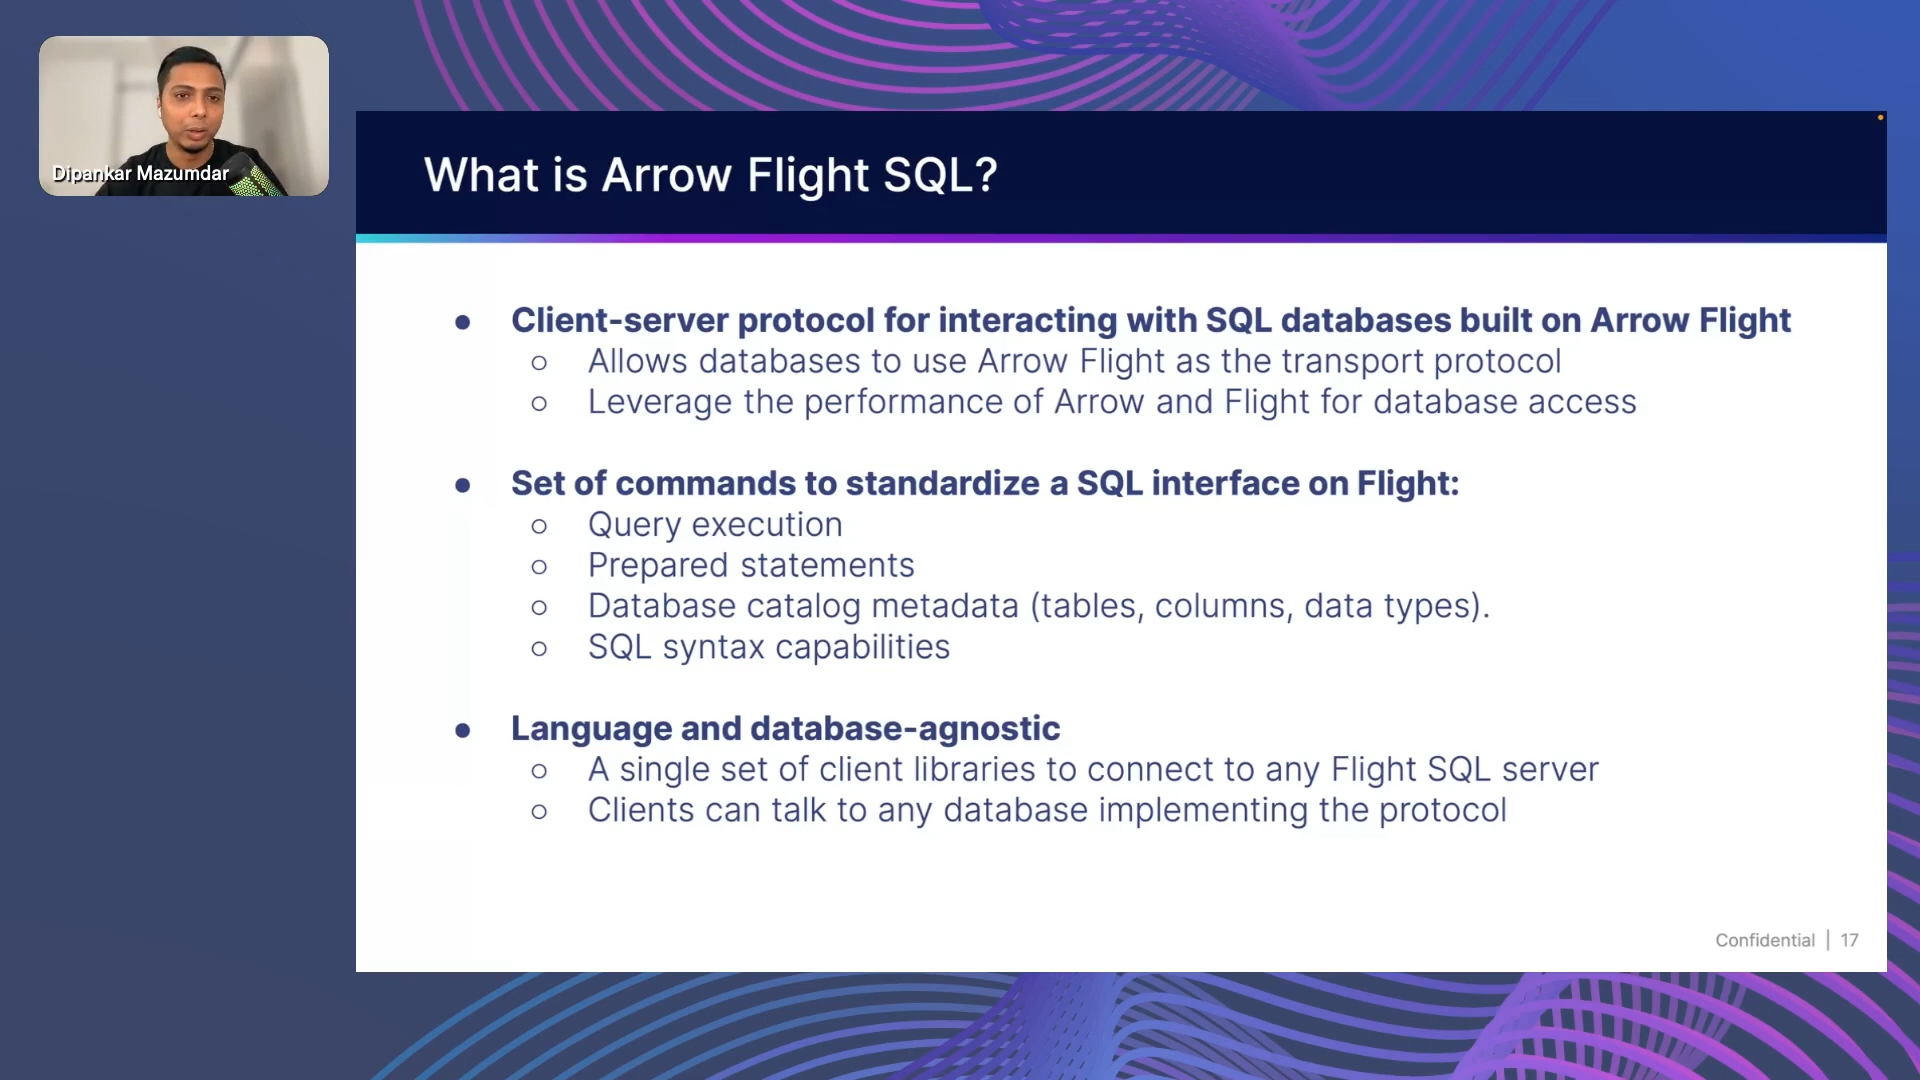 Dipankar Mazumdar
What is Arrow Flight SQL?
● Client-server protocol for interacting with SQL databases built on Arrow Flight
○ Allows databases to use Arrow Flight as the transport protocol
○ Leverage the performance of Arrow and Flight for database access
● Set of commands to standardize a SQL interface on Flight:
○ Query execution
○ Prepared statements
○ Database catalog metadata (tables, columns, data types).
○ SQL syntax capabilities
● Language and database-agnostic
○ A single set of client libraries to connect to any Flight SQL server
○ Clients can talk to any database implementing the protocol
Confidential | 17